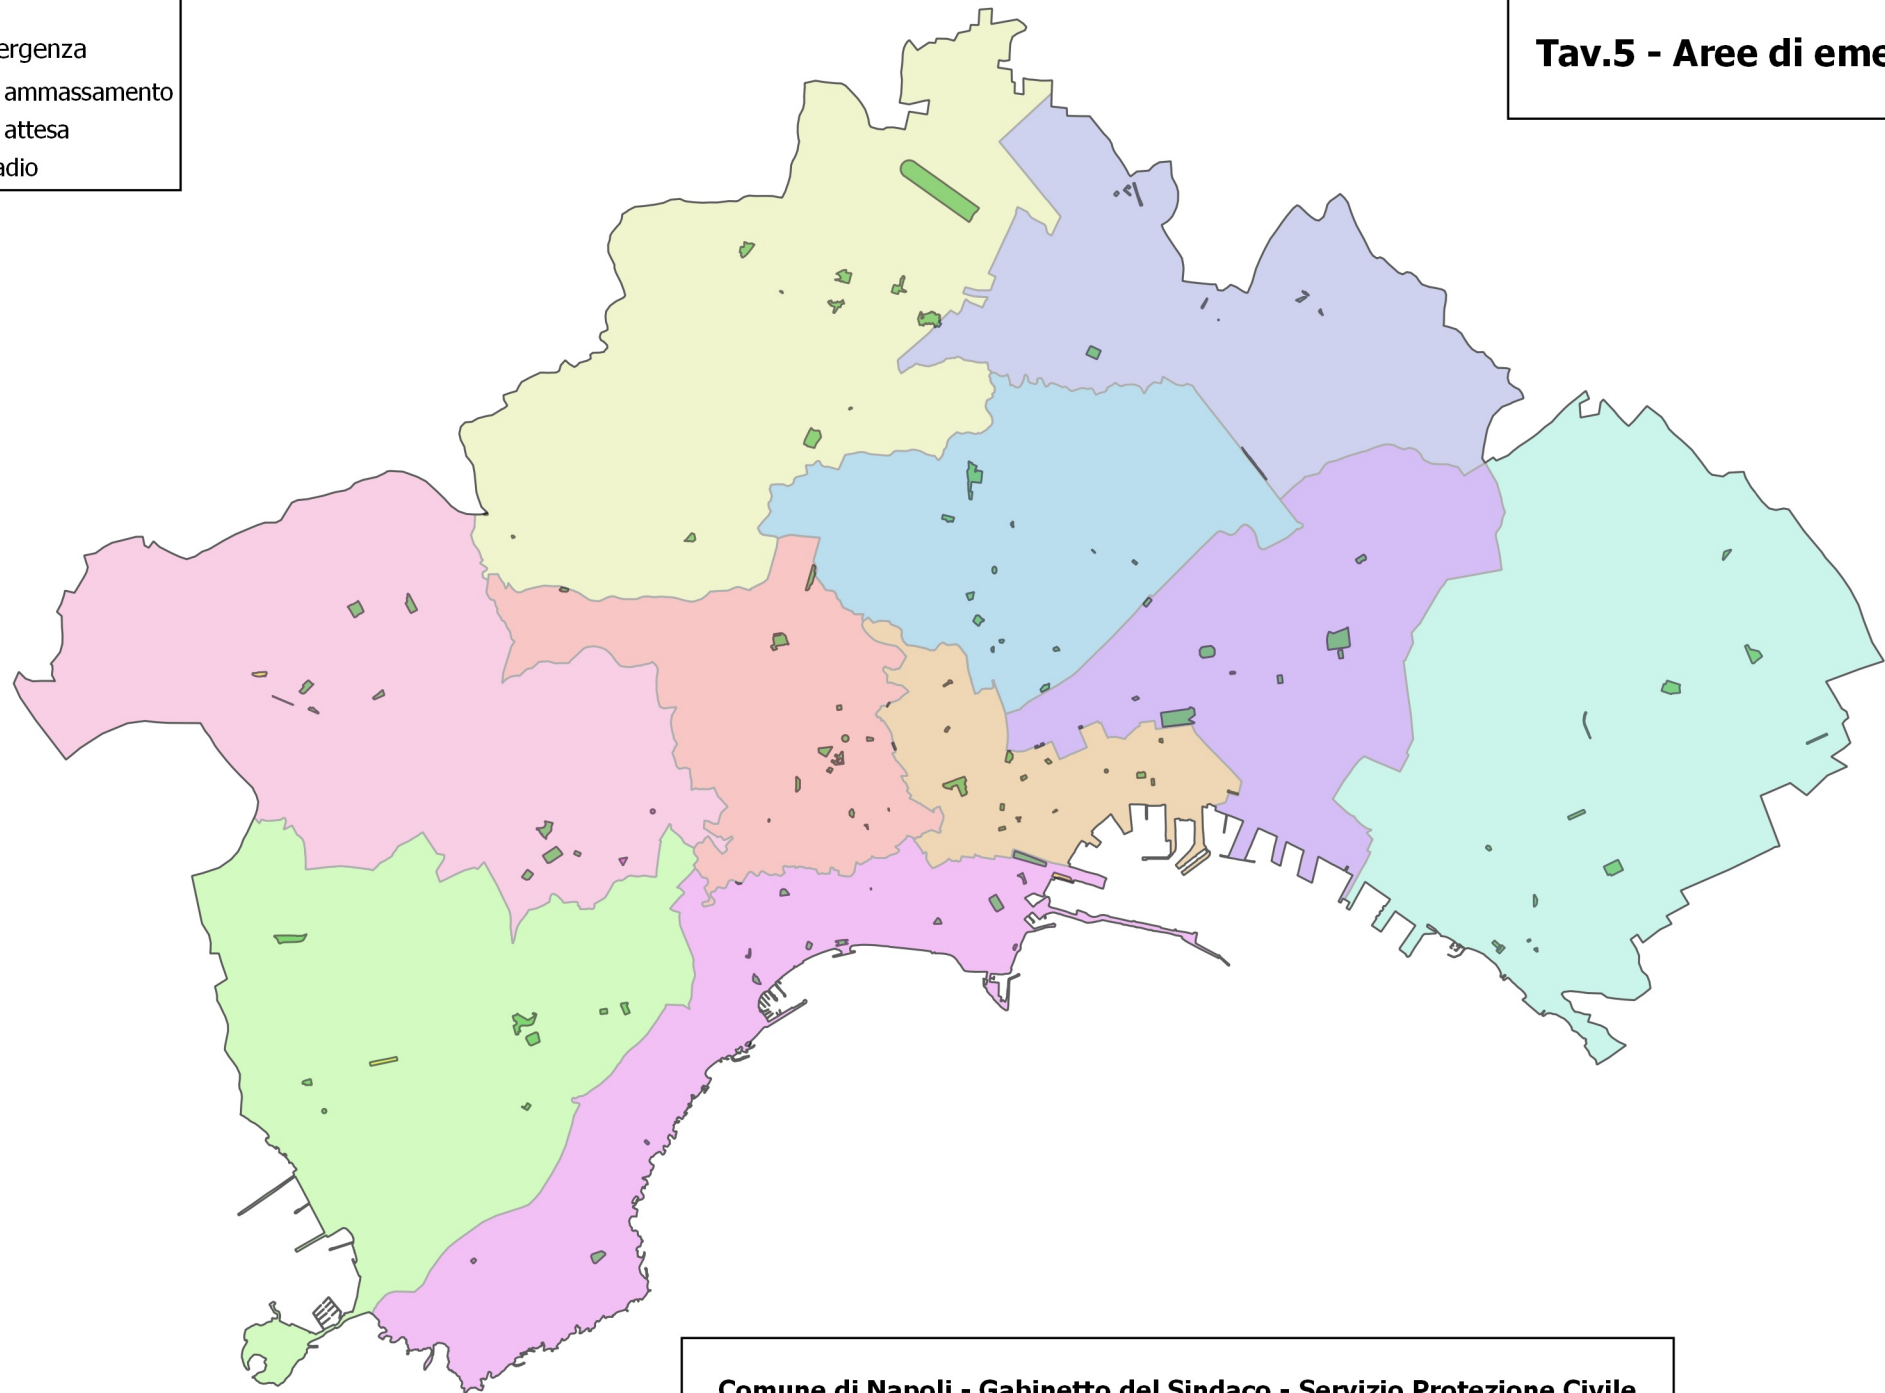 ergenza
ammassamento
attesa
adio
Tav.5 - Aree di eme
Comune di Napoli - Gabinetto del Sindaco - Servizio Protezione Civile